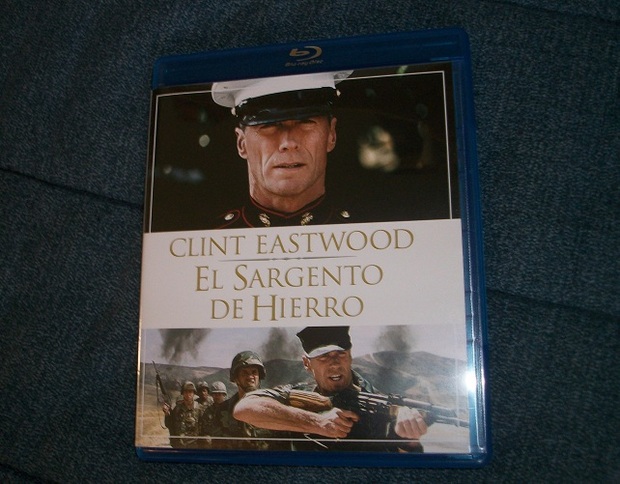 Blu-ray Disc
CLINT EASTWOOD
EL SARGENTO
DE HIERRO